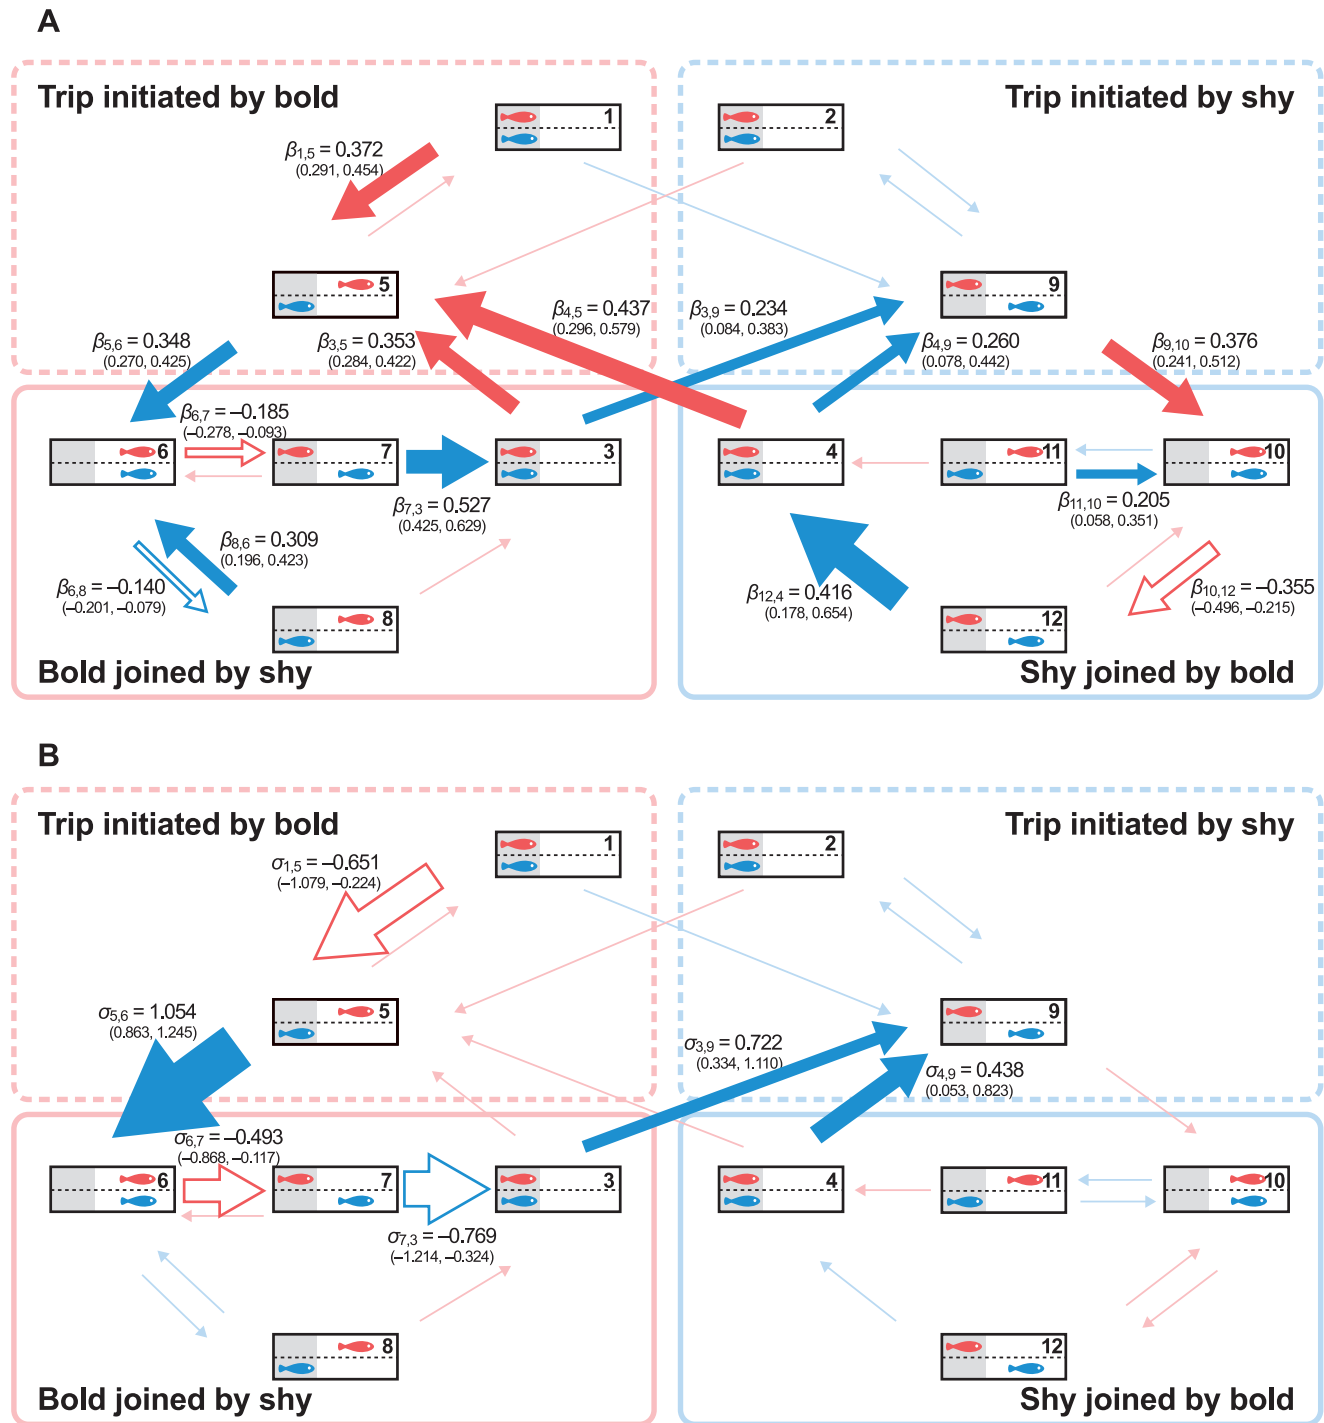 A
Trip initiated by bold
1
2
Trip initiated by shy
β1,5 = 0.372
(0.291, 0.454)
5
9
β5,6 = 0.348
(0.270, 0.425)
β3,5 = 0.353
(0.284, 0.422)
β4,5 = 0.437
(0.296, 0.579)
β3,9 = 0.234
(0.084, 0.383)
β4,9 = 0.260
(0.078, 0.442)
β9,10 = 0.376
(0.241, 0.512)
β6,7 = –0.185
(–0.278, –0.093)
6
7
3
4
11
10
β7,3 = 0.527
(0.425, 0.629)
β11,10 = 0.205
(0.058, 0.351)
β8,6 = 0.309
(0.196, 0.423)
β6,8 = –0.140
(–0.201, –0.079)
β12,4 = 0.416
(0.178, 0.654)
β10,12 = –0.355
(–0.496, –0.215)
8
12
Bold joined by shy
Shy joined by bold
B
Trip initiated by bold
1
2
Trip initiated by shy
σ1,5 = –0.651
(–1.079, –0.224)
5
9
σ5,6 = 1.054
(0.863, 1.245)
σ3,9 = 0.722
(0.334, 1.110)
σ4,9 = 0.438
(0.053, 0.823)
σ6,7 = –0.493
(–0.868, –0.117)
6
7
3
4
11
10
σ7,3 = –0.769
(–1.214, –0.324)
8
12
Bold joined by shy
Shy joined by bold